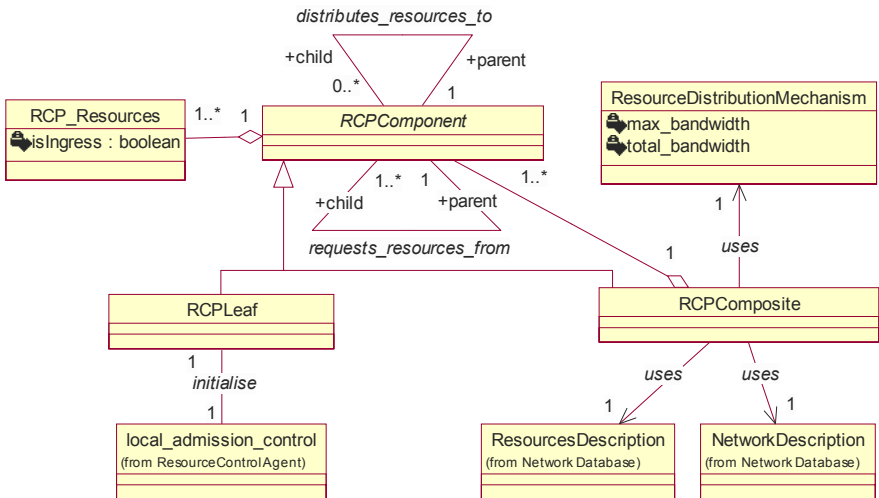 distributes_resources_to
+child
+parent
0..*
1
RCP_Resources
isIngress : boolean
1..*
1
RCPComponent
ResourceDistributionMechanism
max_bandwidth
total_bandwidth
1..*
1
1..*
+child
+parent
requests_resources_from
1
uses
1
RCPLeaf
RCPComposite
1
initialise
1
uses
uses
1
1
local_admission_control
(from ResourceControlAgent)
ResourcesDescription
(from Network Database)
NetworkDescription
(from Network Database)